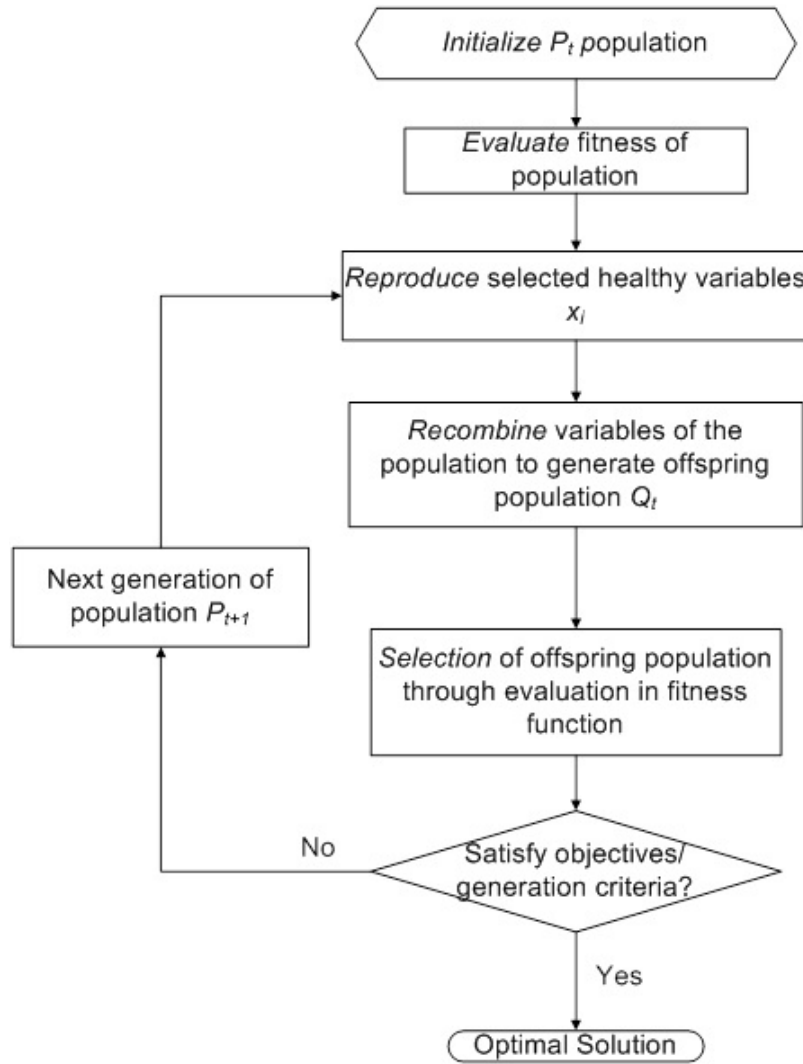 Initialize Pt population
Evaluate fitness of
population
Reproduce selected healthy variables
xi
Recombine variables of the
population to generate offspring
population Qt
Next generation of
population Pt+1
Selection of offspring population
through evaluation in fitness
function
No
Satisfy objectives/
generation criteria?
Yes
Optimal Solution